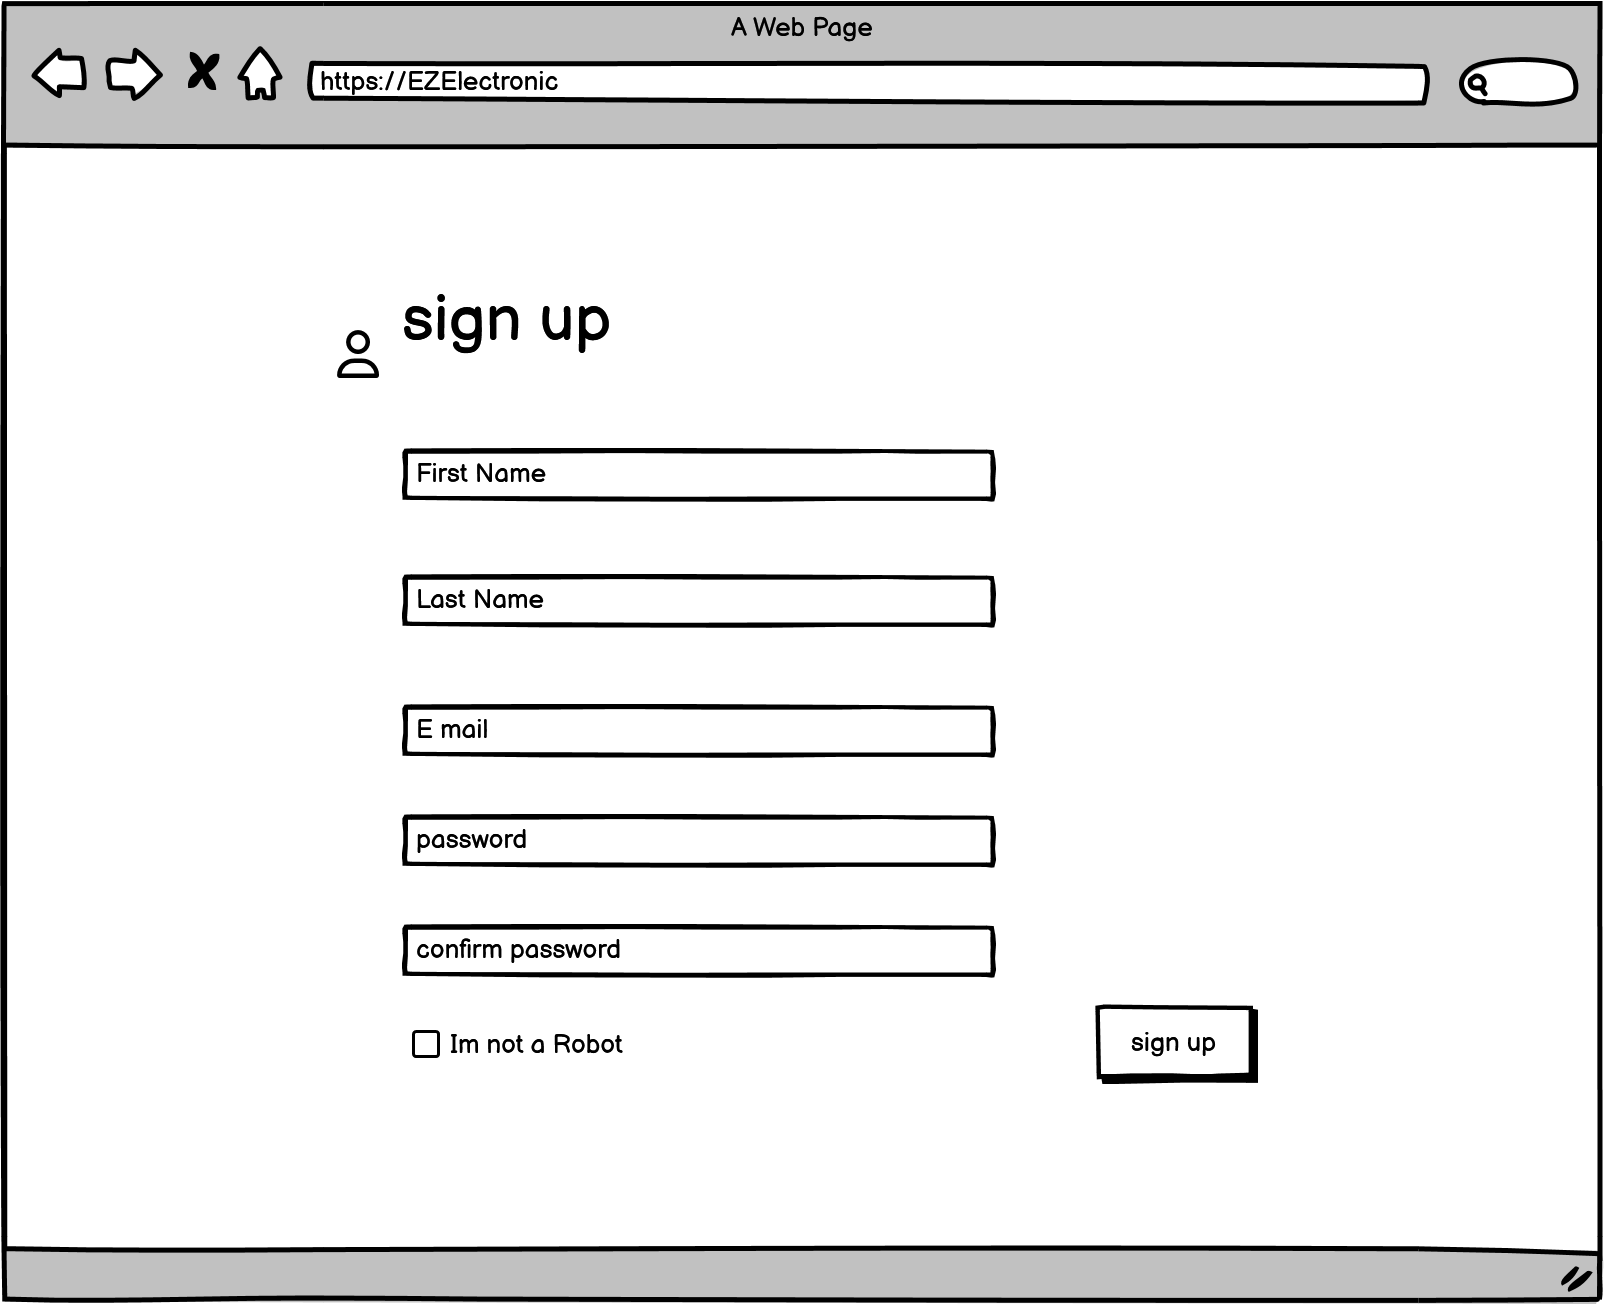 A Web Page
https://EZElectronic
sign up
First Name
Last Name
E mail
password
confirm password
Im not a Robot
sign up